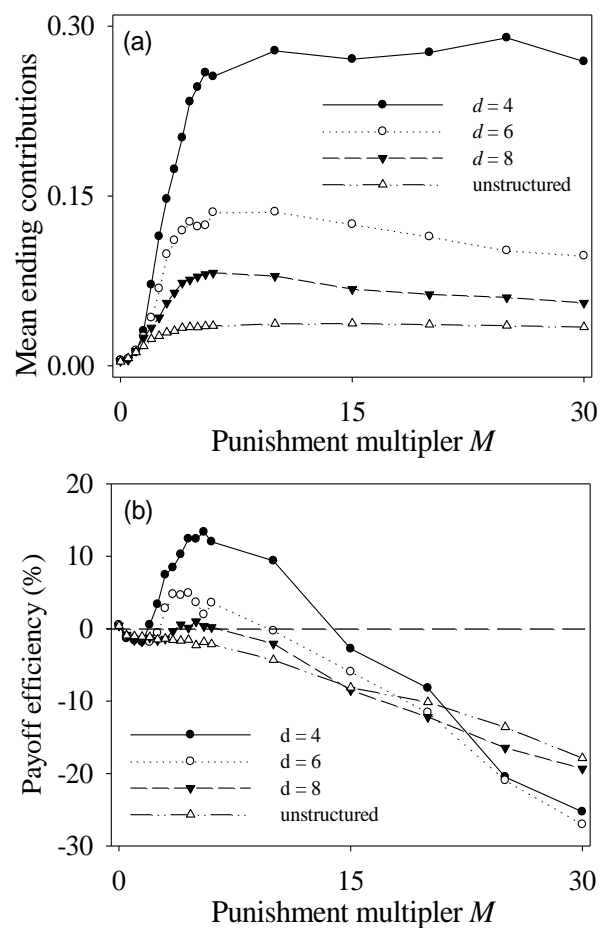 (a)
0.30
0.15
0.00
Mean ending contributions
d = 4
d = 6
d = 8
unstructured
0
15
30
Punishment multipler M
(b)
20
10
0
-10
-20
-30
Payoff efficiency (%)
d = 4
d = 6
d = 8
unstructured
0
15
30
Punishment multipler M